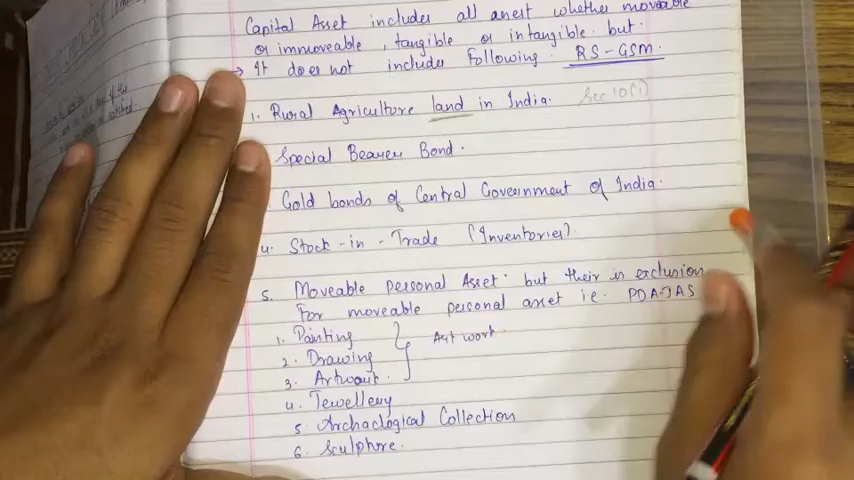 Capital Asset includes all asset whether moveable
or immoveable, tangible or intangible but.
→ It does not includes following. RS-GSM.
1. Rural Agriculture land in India. Sec 10(1)
Special Bearer Bond.
Gold bonds of Central Government of India.
4. Stock-in-Trade (Inventories).
5. Moveable personal Asset. but their is exclusion
For moveable personal asset i.e. PDA-JAS
1. Painting
2. Drawing
Art work.
3. Artwork.
4. Jewellery
5 Archaelogical Collection
6. Sculpture.